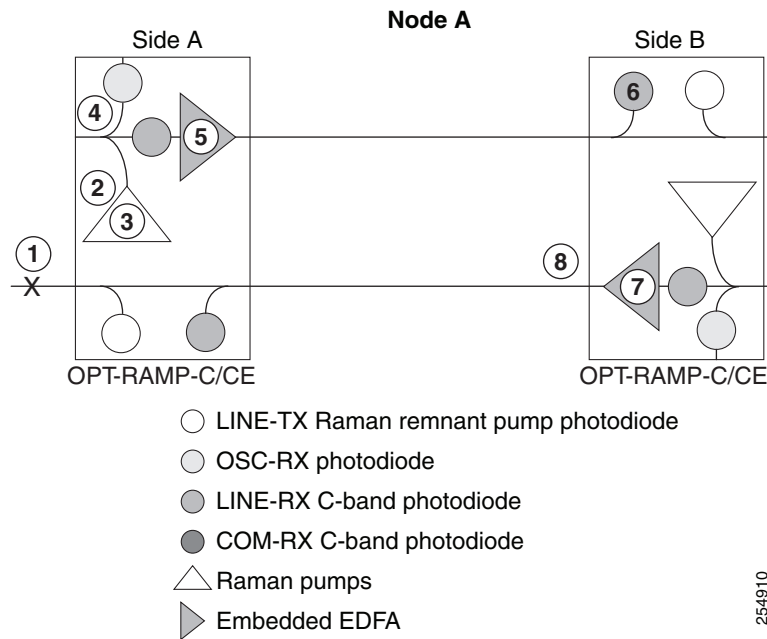 Node A
Side A
Side B
4
5
6
2
3
1
X
8
7
OPT-RAMP-C/CE
OPT-RAMP-C/CE
LINE-TX Raman remnant pump photodiode
OSC-RX photodiode
LINE-RX C-band photodiode
COM-RX C-band photodiode
Raman pumps
Embedded EDFA
254910